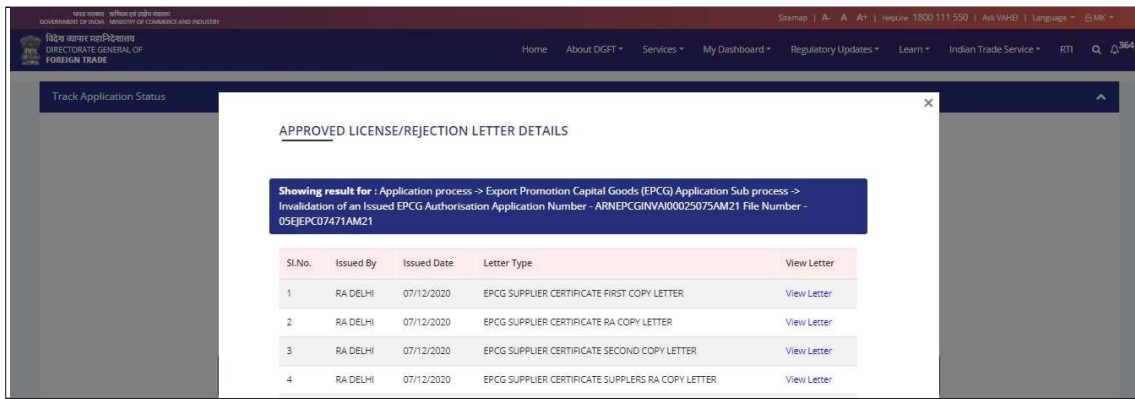 भारत सरकार वाणिज्य एवं उद्योग मंत्रालय
GOVERNMENT OF INDIA MINISTRY OF COMMERCE AND INDUSTRY
Sitemap | A- A A+ | HelpLine 1800 111 550 | Ask VAHEI | Language MK
विदेश व्यापार महानिदेशालय
DIRECTORATE GENERAL OF
FOREIGN TRADE
Home About DGFT Services My Dashboard Regulatory Updates Learn Indian Trade Service RTI 364
Track Application Status
×
APPROVED LICENSE/REJECTION LETTER DETAILS
Showing result for : Application process -> Export Promotion Capital Goods (EPCG) Application Sub process ->
Invalidation of an Issued EPCG Authorisation Application Number - ARNEPCGINVAI00025075AM21 File Number -
05EJEPC07471AM21
Sl.No. Issued By Issued Date Letter Type View Letter
1 RA DELHI 07/12/2020 EPCG SUPPLIER CERTIFICATE FIRST COPY LETTER View Letter
2 RA DELHI 07/12/2020 EPCG SUPPLIER CERTIFICATE RA COPY LETTER View Letter
3 RA DELHI 07/12/2020 EPCG SUPPLIER CERTIFICATE SECOND COPY LETTER View Letter
4 RA DELHI 07/12/2020 EPCG SUPPLIER CERTIFICATE SUPPLERS RA COPY LETTER View Letter